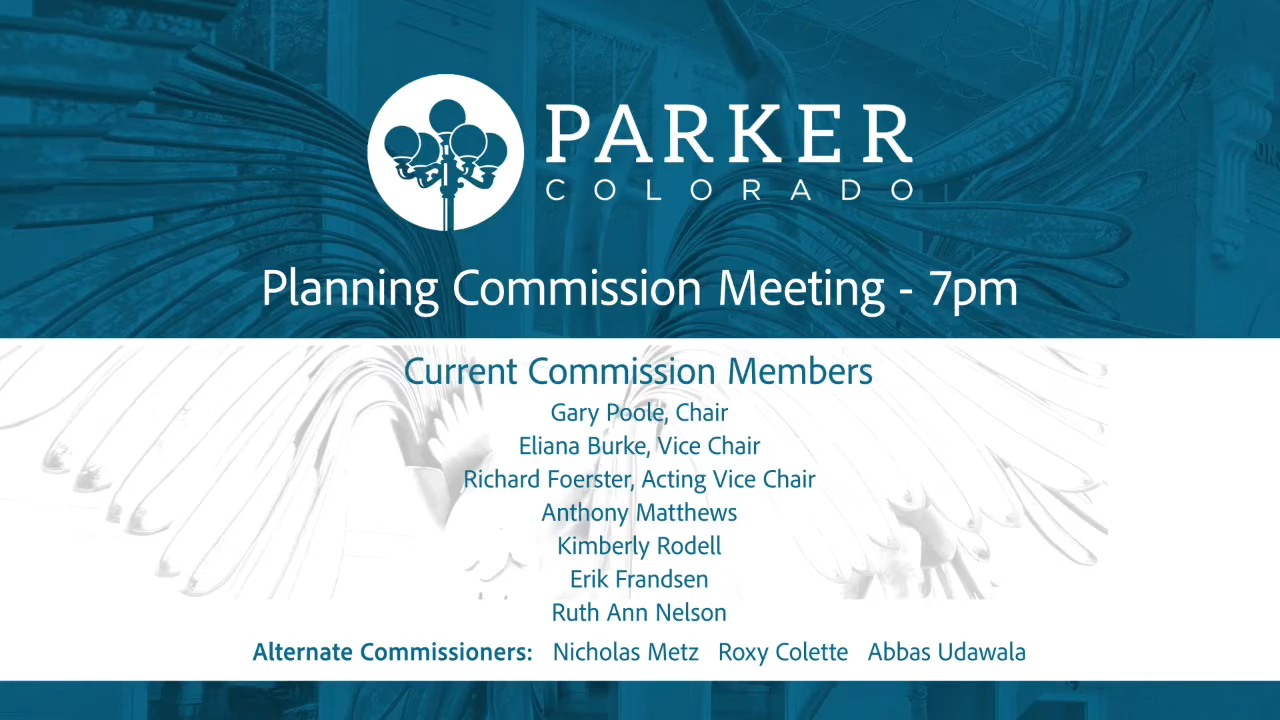 PARKER
COLORADO
Planning Commission Meeting - 7pm
Current Commission Members
Gary Poole, Chair
Eliana Burke, Vice Chair
Richard Foerster, Acting Vice Chair
Anthony Matthews
Kimberly Rodell
Erik Frandsen
Ruth Ann Nelson
Alternate Commissioners: Nicholas Metz Roxy Colette Abbas Udawala